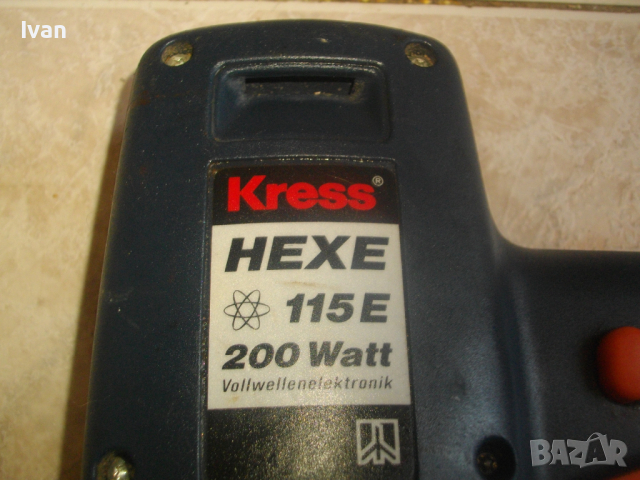 Ivan
Kress®
HEXE
115E
200 Watt
Vollwellenelektronik
BAZAR